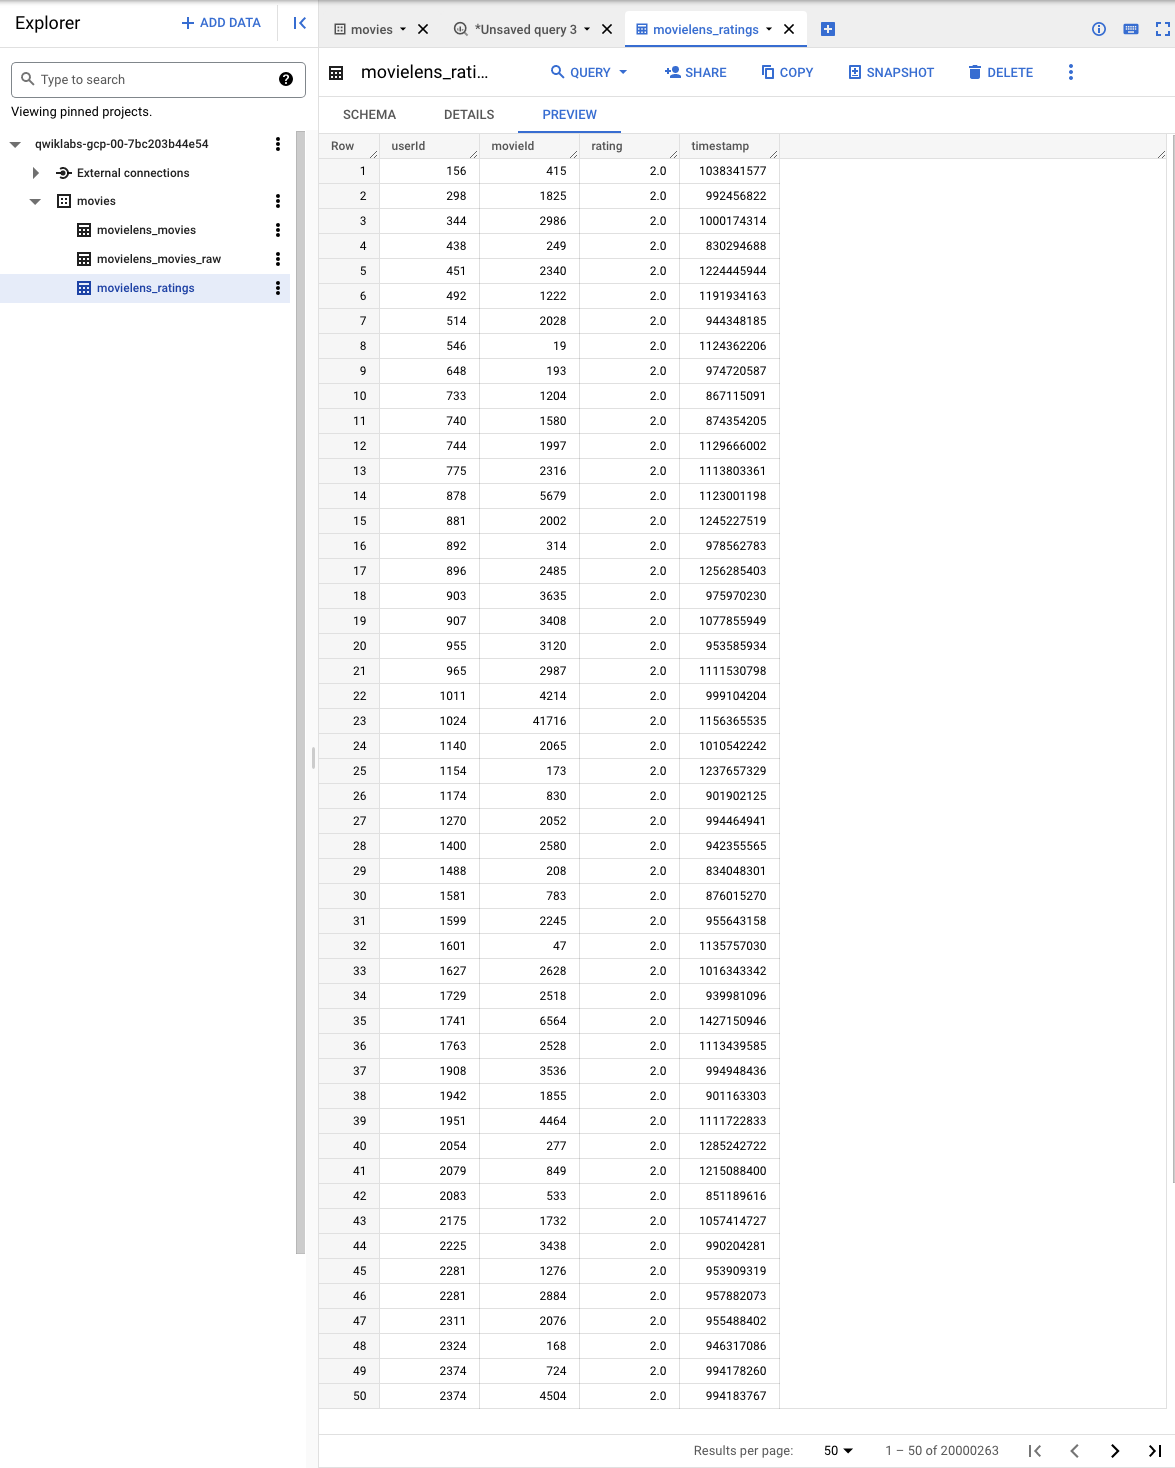 Explorer
+ ADD DATA
movies
*Unsaved query 3
movielens_ratings
Type to search
Viewing pinned projects.
qwiklabs-gcp-00-7bc203b44e54
External connections
movies
movielens_movies
movielens_movies_raw
movielens_ratings
movielens_rati...
QUERY
SHARE
COPY
SNAPSHOT
DELETE
SCHEMA DETAILS PREVIEW
Row userId movieId rating timestamp
1 156 415 2.0 1038341577
2 298 1825 2.0 992456822
3 344 2986 2.0 1000174314
4 438 249 2.0 830294688
5 451 2340 2.0 1224445944
6 492 1222 2.0 1191934163
7 514 2028 2.0 944348185
8 546 19 2.0 1124362206
9 648 193 2.0 974720587
10 733 1204 2.0 867115091
11 740 1580 2.0 874354205
12 744 1997 2.0 1129666002
13 775 2316 2.0 1113803361
14 878 5679 2.0 1123001198
15 881 2002 2.0 1245227519
16 892 314 2.0 978562783
17 896 2485 2.0 1256285403
18 903 3635 2.0 975970230
19 907 3408 2.0 1077855949
20 955 3120 2.0 953585934
21 965 2987 2.0 1111530798
22 1011 4214 2.0 999104204
23 1024 41716 2.0 1156365535
24 1140 2065 2.0 1010542242
25 1154 173 2.0 1237657329
26 1174 830 2.0 901902125
27 1270 2052 2.0 994464941
28 1400 2580 2.0 942355565
29 1488 208 2.0 834048301
30 1581 783 2.0 876015270
31 1599 2245 2.0 955643158
32 1601 47 2.0 1135757030
33 1627 2628 2.0 1016343342
34 1729 2518 2.0 939981096
35 1741 6564 2.0 1427150946
36 1763 2528 2.0 1113439585
37 1908 3536 2.0 994948436
38 1942 1855 2.0 901163303
39 1951 4464 2.0 1111722833
40 2054 277 2.0 1285242722
41 2079 849 2.0 1215088400
42 2083 533 2.0 851189616
43 2175 1732 2.0 1057414727
44 2225 3438 2.0 990204281
45 2281 1276 2.0 953909319
46 2281 2884 2.0 957882073
47 2311 2076 2.0 955488402
48 2324 168 2.0 946317086
49 2374 724 2.0 994178260
50 2374 4504 2.0 994183767
Results per page: 50 1 – 50 of 20000263